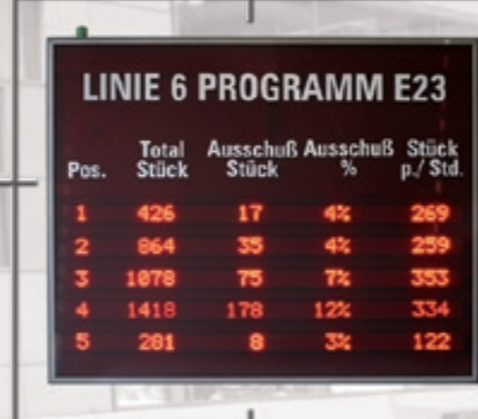 LINIE 6 PROGRAMM E23
Total Ausschuß Ausschuß Stück
Pos. Stück Stück % p./ Std.
1 426 17 4% 269
2 864 35 4% 259
3 1078 75 7% 353
4 1418 178 12% 334
5 281 8 3% 122